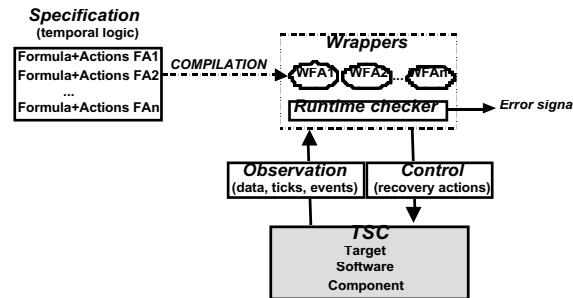 Specification
(temporal logic)
Formula+Actions FA1
Formula+Actions FA2
...
Formula+Actions FAn
COMPILATION
Wrappers
WFA1 WFA2 ... WFAn
Runtime checker
Error signa
Observation
(data, ticks, events)
Control
(recovery actions)
TSC
Target
Software
Component